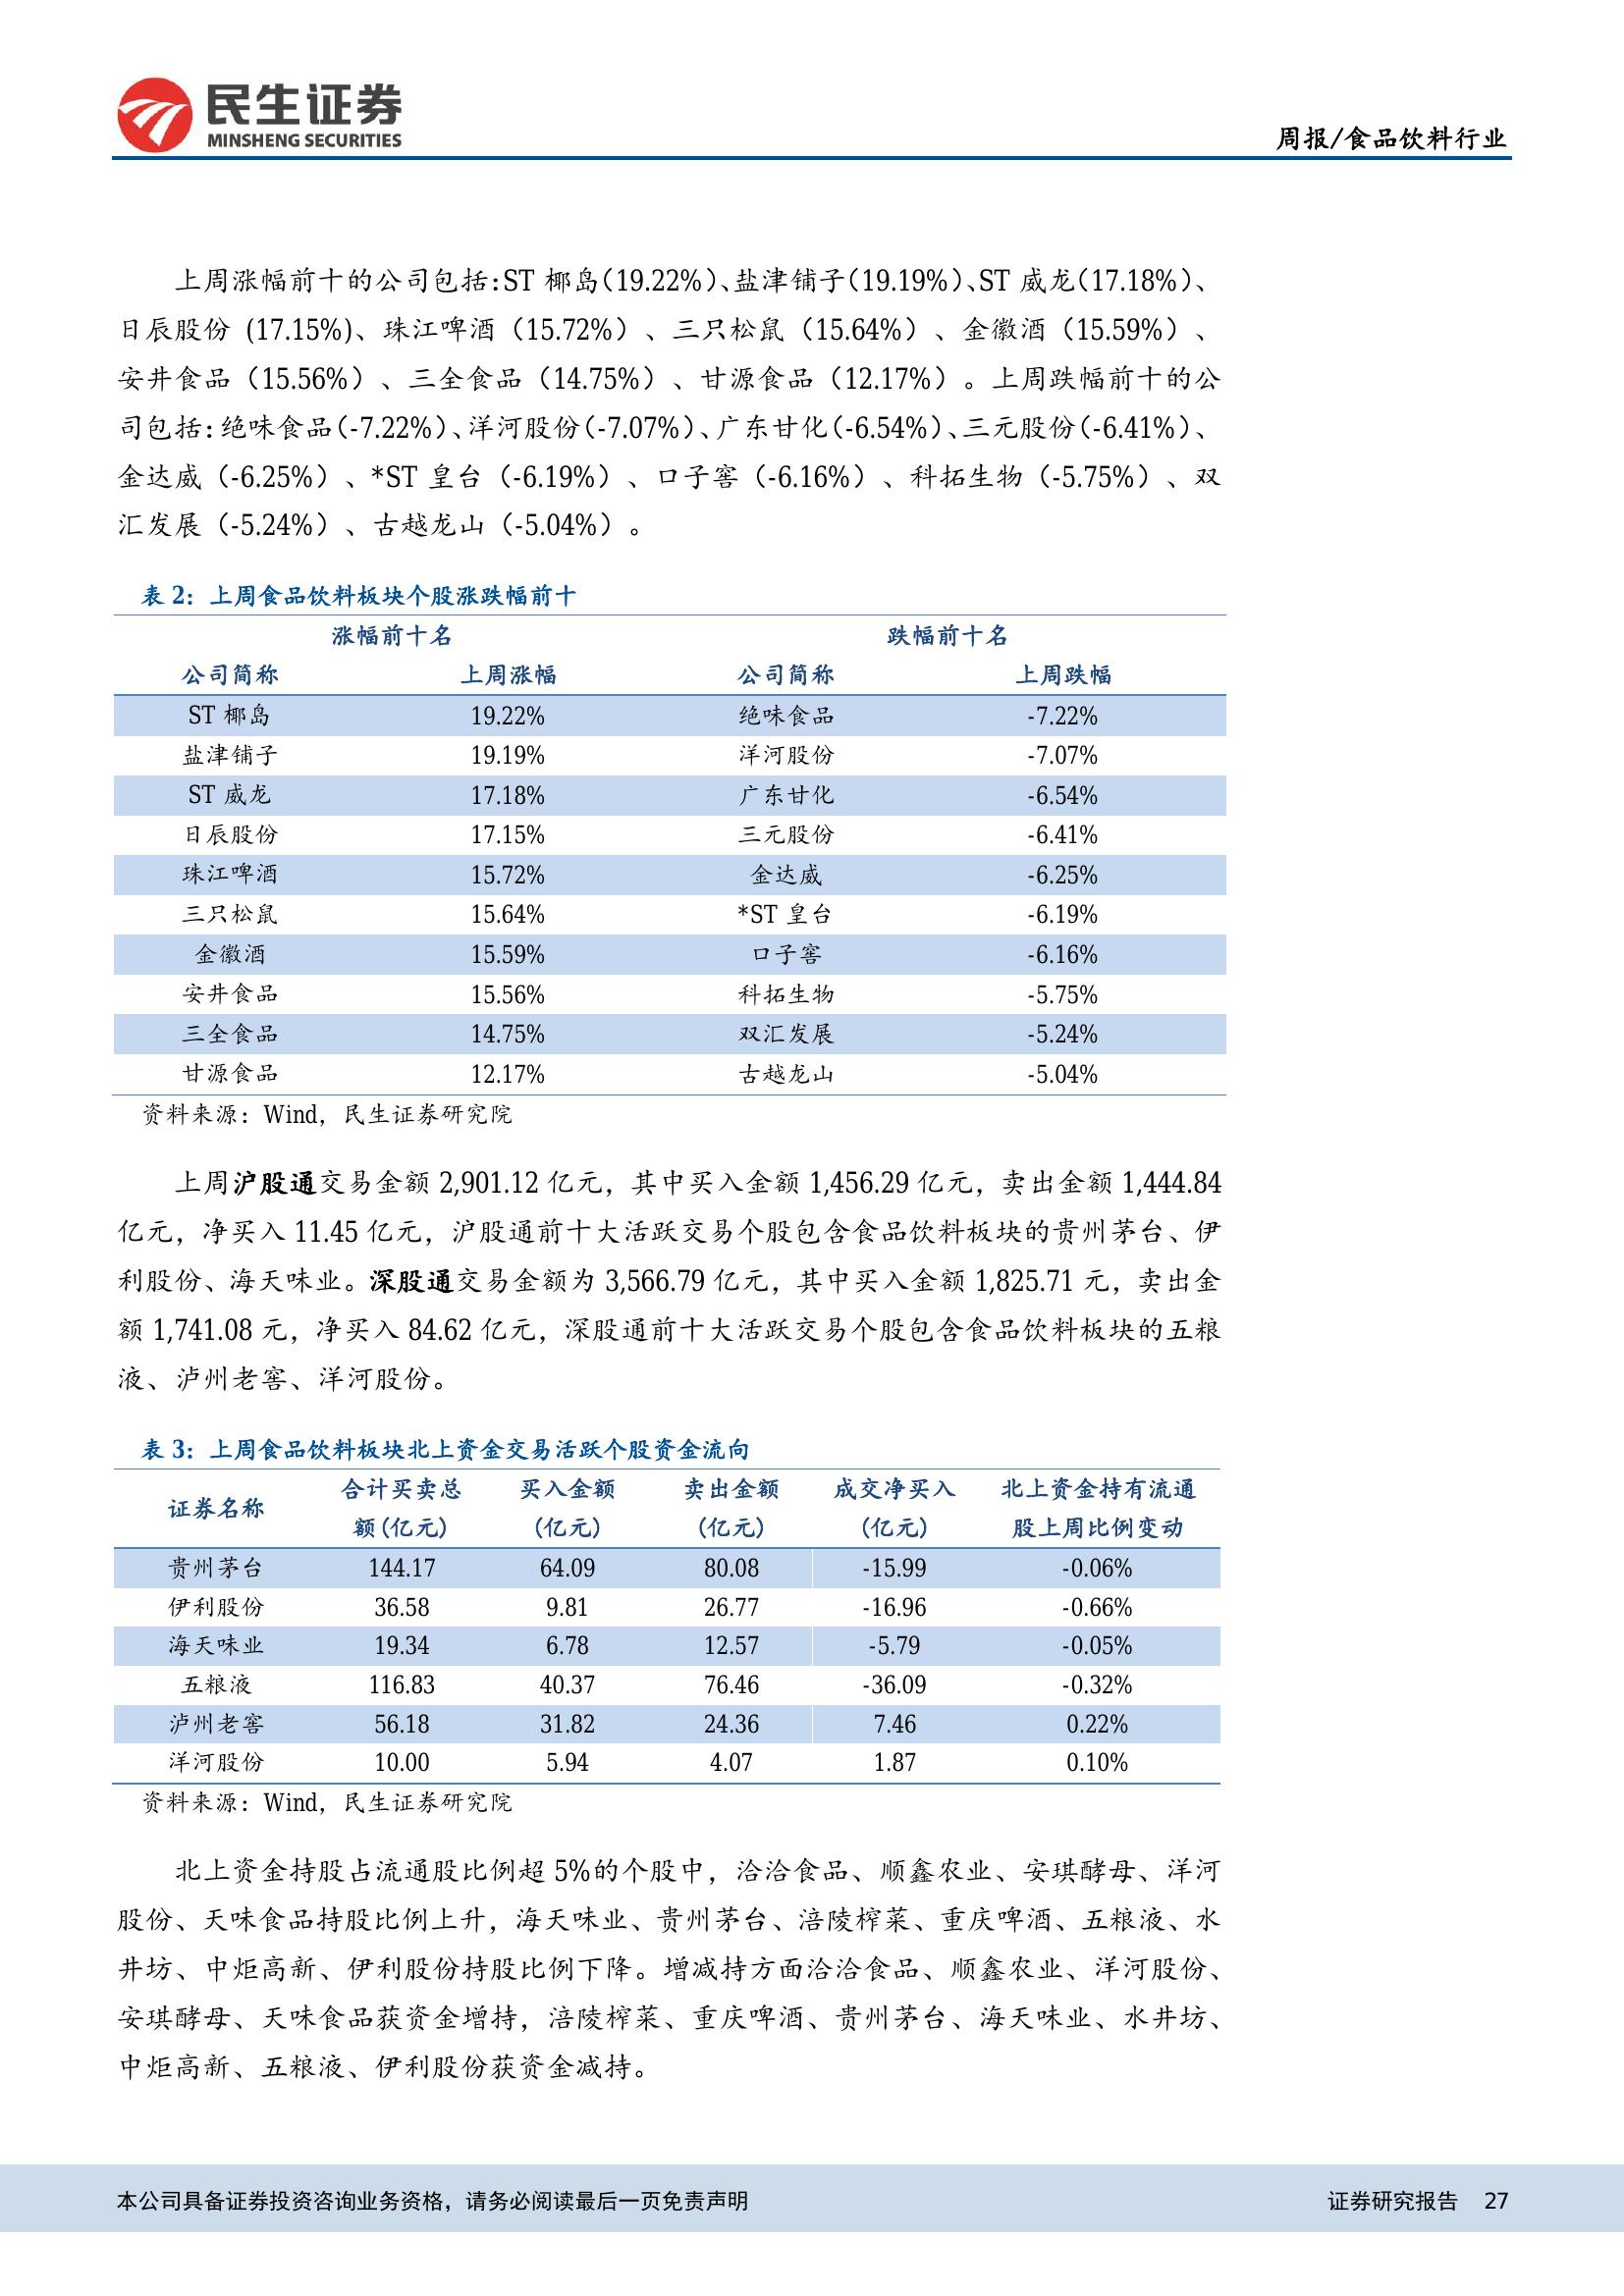 民生证券
MINSHENG SECURITIES
周报/食品饮料行业
上周涨幅前十的公司包括：ST 椰岛（19.22%）、盐津铺子（19.19%）、ST 威龙（17.18%）、
日辰股份 (17.15%)、珠江啤酒（15.72%）、三只松鼠（15.64%）、金徽酒（15.59%）、
安井食品（15.56%）、三全食品（14.75%）、甘源食品（12.17%）。上周跌幅前十的公
司包括：绝味食品（-7.22%）、洋河股份（-7.07%）、广东甘化（-6.54%）、三元股份（-6.41%）、
金达威（-6.25%）、*ST 皇台（-6.19%）、口子窖（-6.16%）、科拓生物（-5.75%）、双
汇发展（-5.24%）、古越龙山（-5.04%）。
表 2：上周食品饮料板块个股涨跌幅前十
涨幅前十名 跌幅前十名
公司简称 上周涨幅 公司简称 上周跌幅
ST 椰岛 19.22% 绝味食品 -7.22%
盐津铺子 19.19% 洋河股份 -7.07%
ST 威龙 17.18% 广东甘化 -6.54%
日辰股份 17.15% 三元股份 -6.41%
珠江啤酒 15.72% 金达威 -6.25%
三只松鼠 15.64% *ST 皇台 -6.19%
金徽酒 15.59% 口子窖 -6.16%
安井食品 15.56% 科拓生物 -5.75%
三全食品 14.75% 双汇发展 -5.24%
甘源食品 12.17% 古越龙山 -5.04%
资料来源：Wind，民生证券研究院
上周沪股通交易金额 2,901.12 亿元，其中买入金额 1,456.29 亿元，卖出金额 1,444.84
亿元，净买入 11.45 亿元，沪股通前十大活跃交易个股包含食品饮料板块的贵州茅台、伊
利股份、海天味业。深股通交易金额为 3,566.79 亿元，其中买入金额 1,825.71 元，卖出金
额 1,741.08 元，净买入 84.62 亿元，深股通前十大活跃交易个股包含食品饮料板块的五粮
液、泸州老窖、洋河股份。
表 3：上周食品饮料板块北上资金交易活跃个股资金流向
证券名称 合计买卖总 买入金额 卖出金额 成交净买入 北上资金持有流通
额(亿元) (亿元) (亿元) (亿元) 股上周比例变动
贵州茅台 144.17 64.09 80.08 -15.99 -0.06%
伊利股份 36.58 9.81 26.77 -16.96 -0.66%
海天味业 19.34 6.78 12.57 -5.79 -0.05%
五粮液 116.83 40.37 76.46 -36.09 -0.32%
泸州老窖 56.18 31.82 24.36 7.46 0.22%
洋河股份 10.00 5.94 4.07 1.87 0.10%
资料来源：Wind，民生证券研究院
北上资金持股占流通股比例超 5%的个股中，洽洽食品、顺鑫农业、安琪酵母、洋河
股份、天味食品持股比例上升，海天味业、贵州茅台、涪陵榨菜、重庆啤酒、五粮液、水
井坊、中炬高新、伊利股份持股比例下降。增减持方面洽洽食品、顺鑫农业、洋河股份、
安琪酵母、天味食品获资金增持，涪陵榨菜、重庆啤酒、贵州茅台、海天味业、水井坊、
中炬高新、五粮液、伊利股份获资金减持。
本公司具备证券投资咨询业务资格，请务必阅读最后一页免责声明 证券研究报告 27